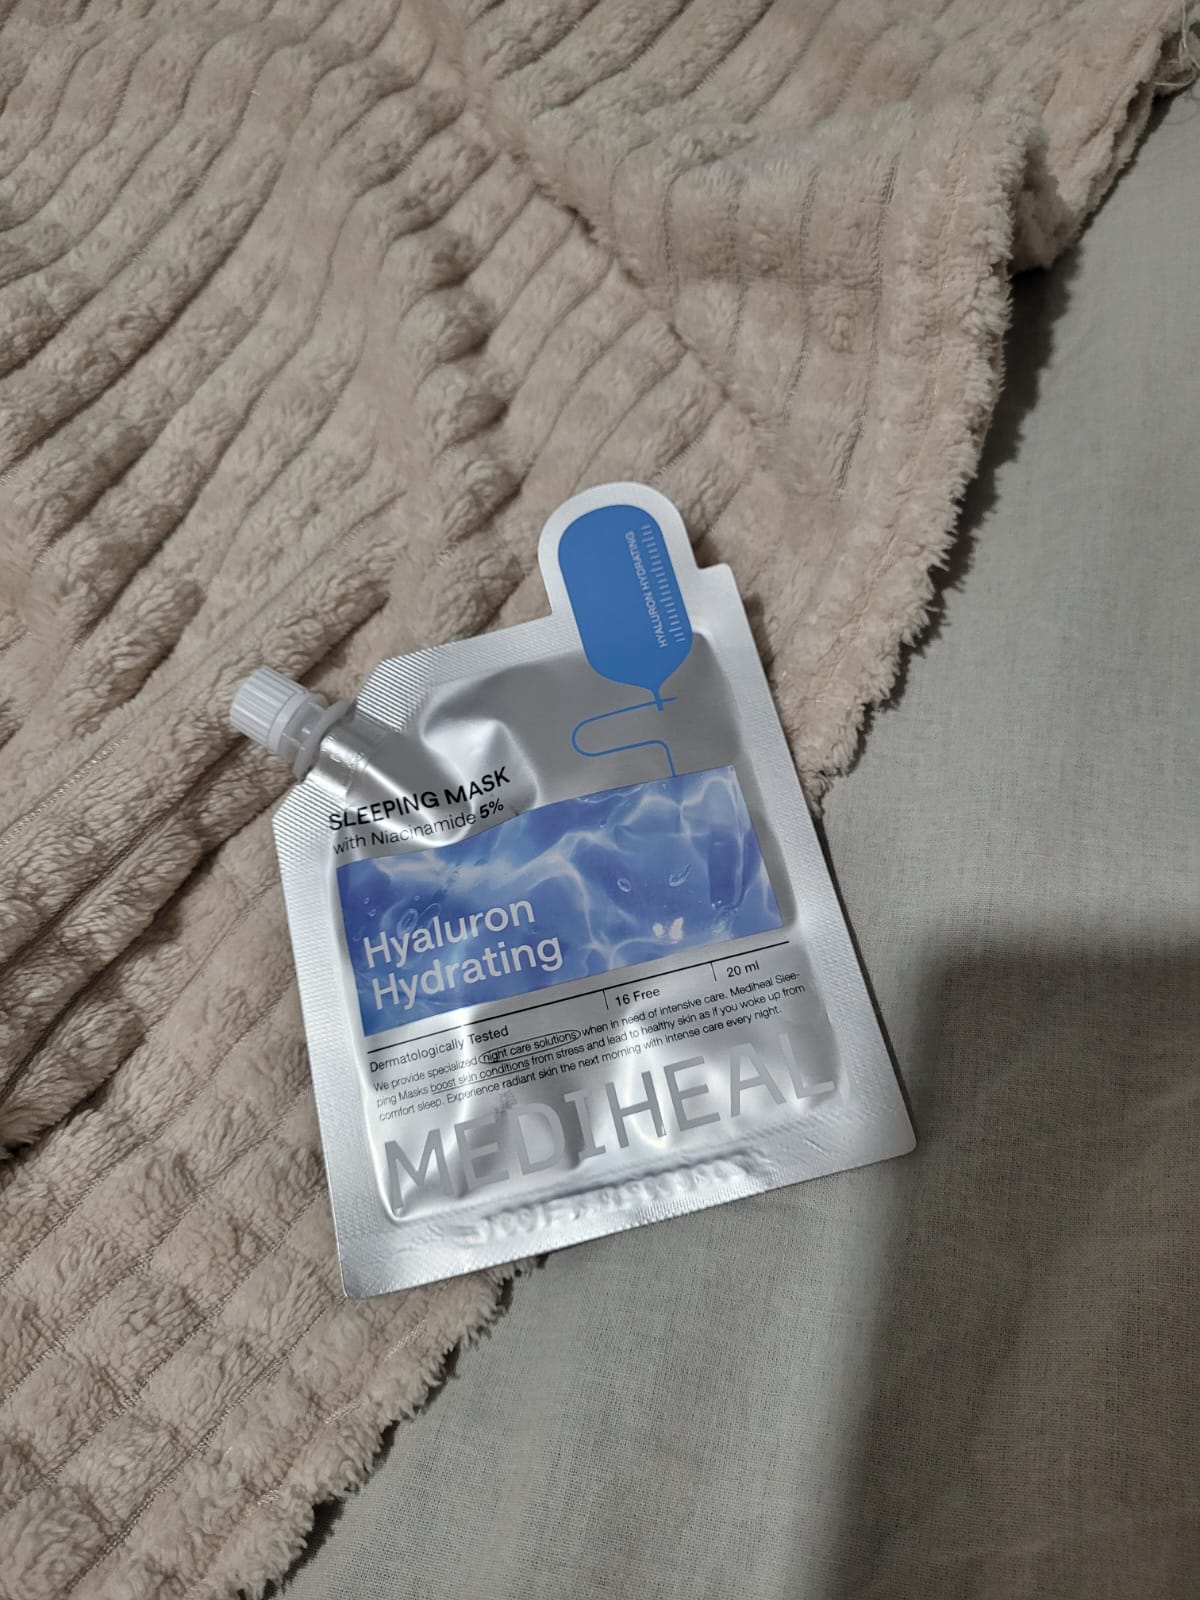 HYALURON HYDRATING
SLEEPING MASK
with Niacinamide 5%
Hyaluron
Hydrating
Dermatologically Tested
16 Free
20 ml
We provide specialized night care solutions when in need of intensive care. Mediheal Slee-
ping Masks boost skin conditions from stress and lead to healthy skin as if you woke up from
comfort sleep. Experience radiant skin the next morning with intense care every night.
MEDIHEAL